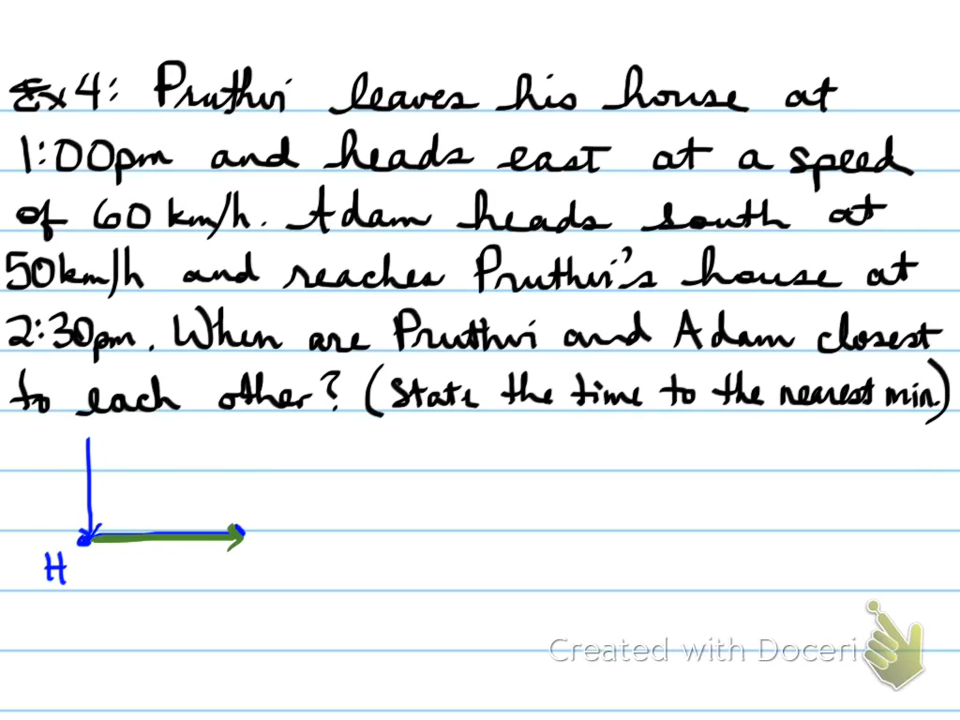 Ex 4: Pruthvi leaves his house at
1:00pm and heads east at a speed
of 60 km/h. Adam heads south at
50km/h and reaches Pruthvi's house at
2:30pm. When are Pruthvi and Adam closest
to each other? (State the time to the nearest min.)
H
Created with Doceri